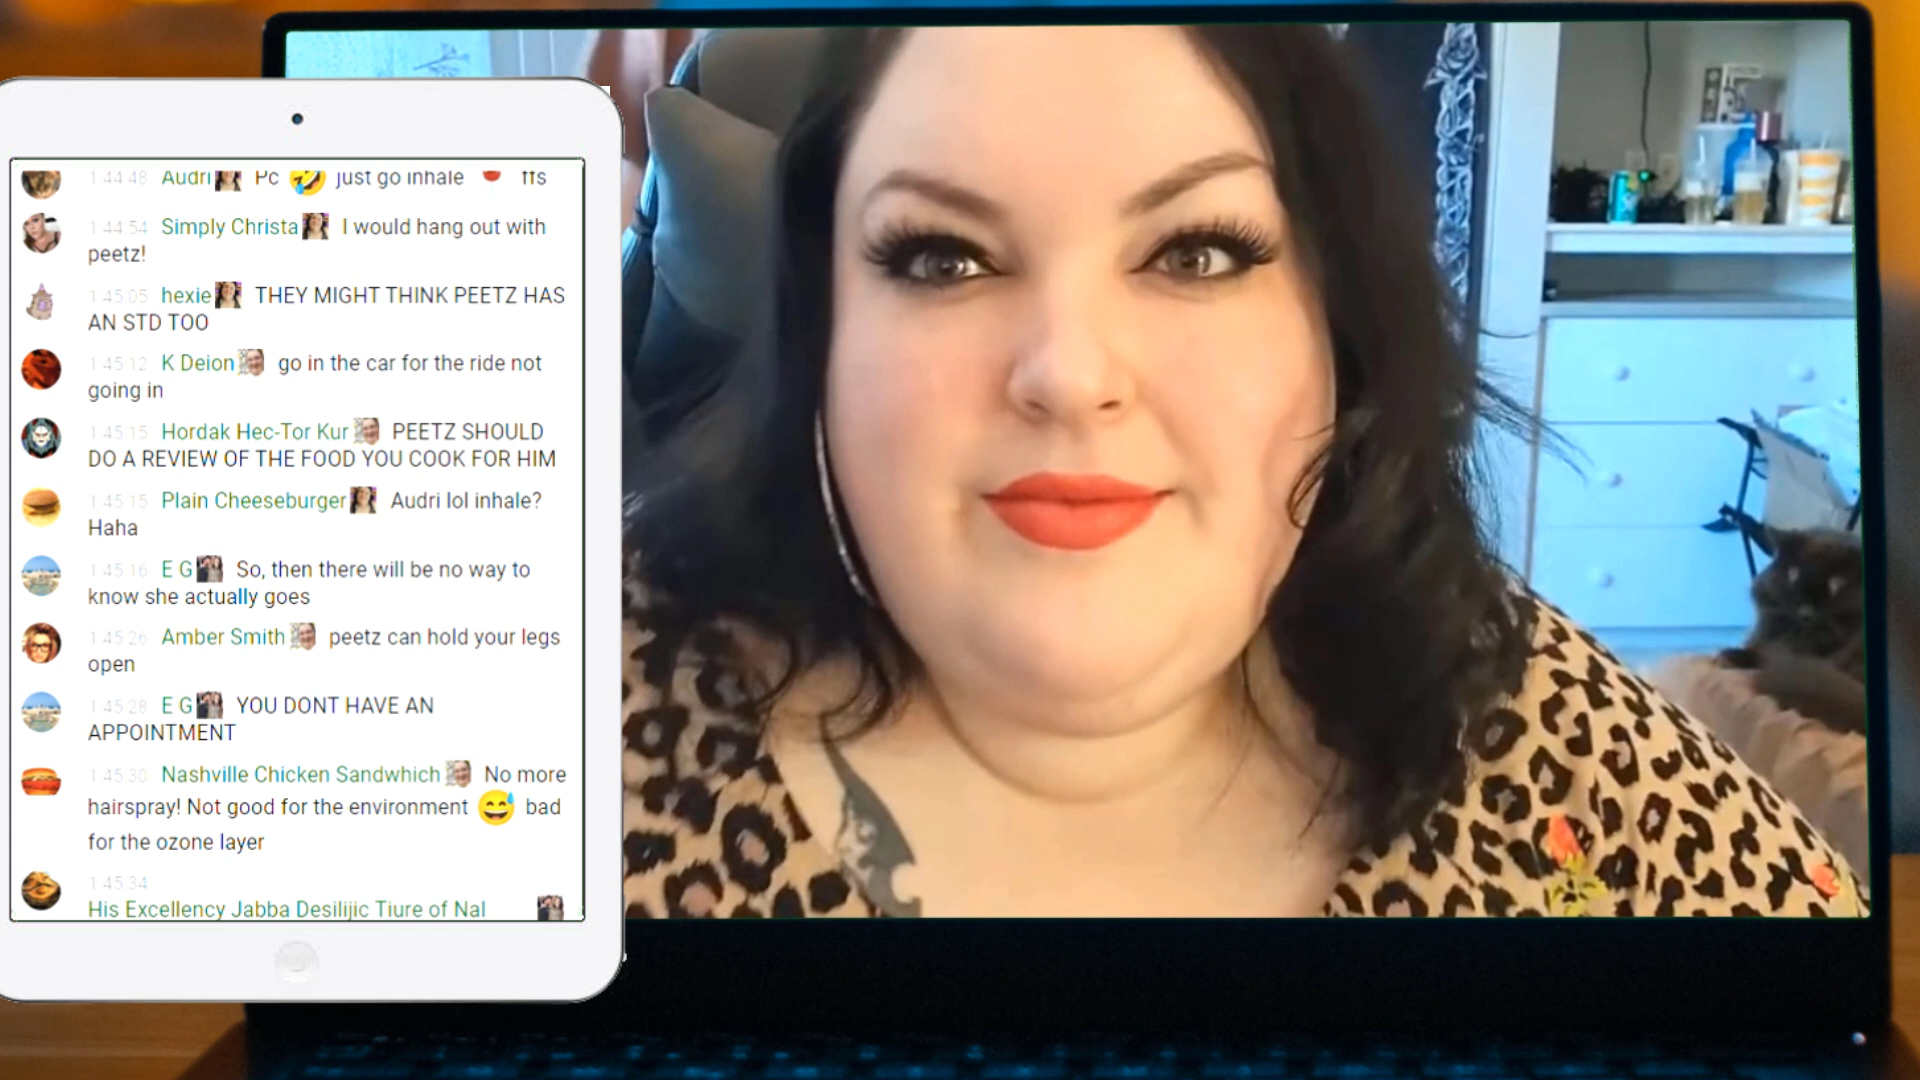 1:44:48 Audri Pc 🤣 just go inhale
1:44:54 Simply Christa I would hang out with
peetz!
1:45:05 hexie THEY MIGHT THINK PEETZ HAS
AN STD TOO
1:45:12 K Deion go in the car for the ride not
going in
1:45:15 Hordak Hec-Tor Kur PEETZ SHOULD
DO A REVIEW OF THE FOOD YOU COOK FOR HIM
1:45:15 Plain Cheeseburger Audri lol inhale?
Haha
1:45:16 E G So, then there will be no way to
know she actually goes
1:45:26 Amber Smith peetz can hold your legs
open
1:45:28 E G YOU DONT HAVE AN
APPOINTMENT
1:45:30 Nashville Chicken Sandwhich No more
hairspray! Not good for the environment 😅 bad
for the ozone layer
1:45:34
His Excellency Jabba Desilijic Tiure of Nal